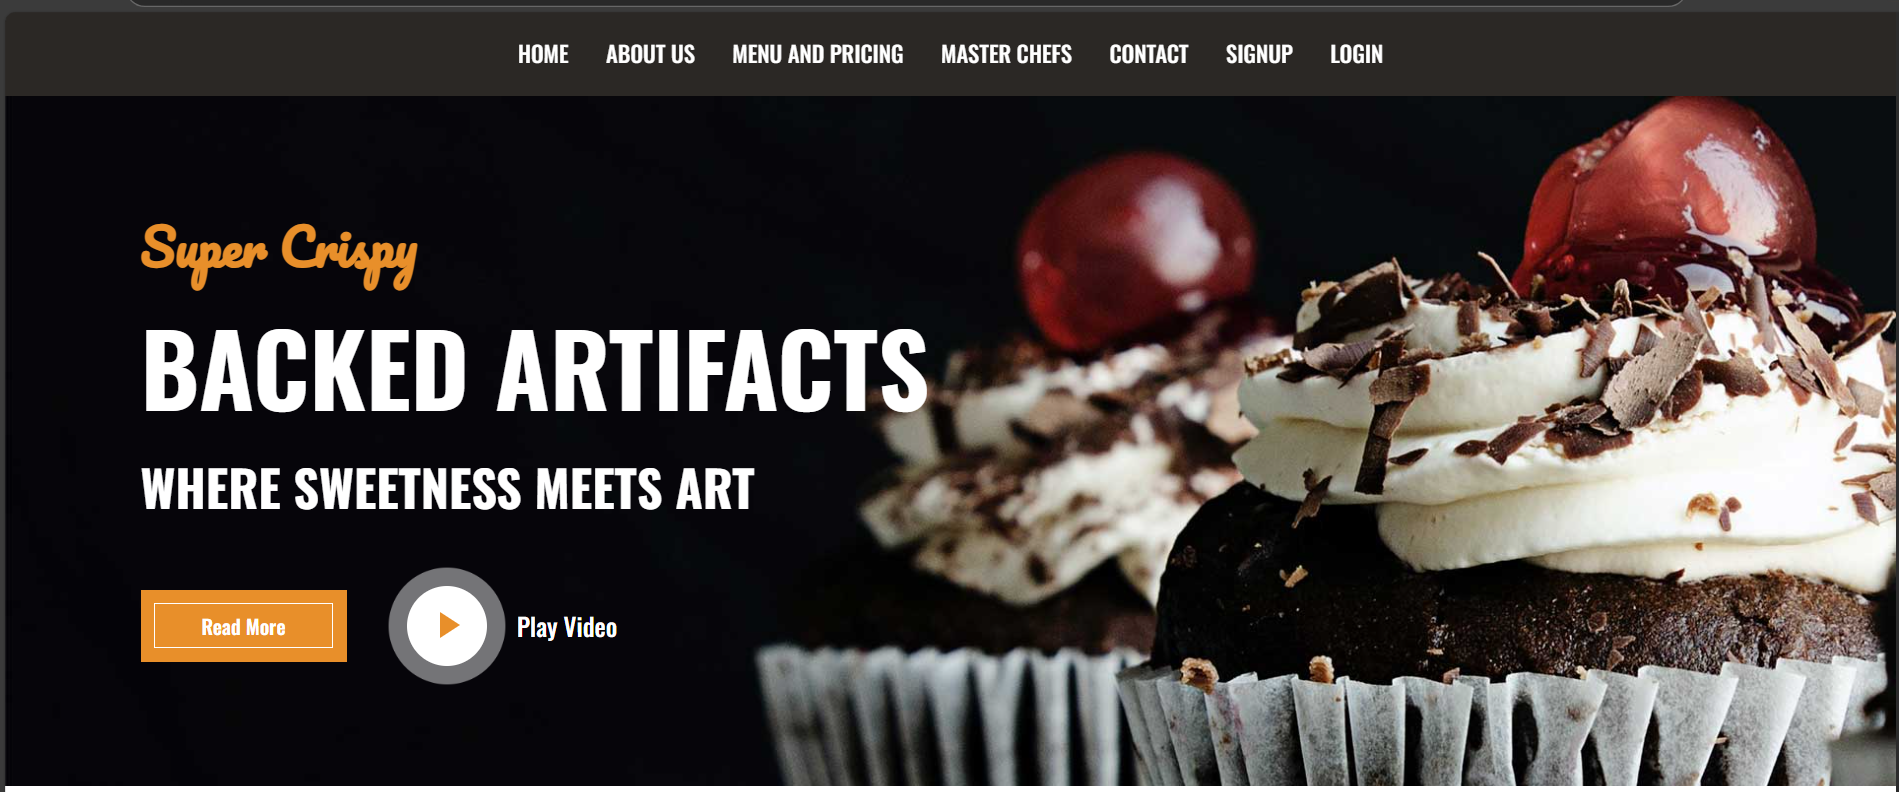 HOME ABOUT US MENU AND PRICING MASTER CHEFS CONTACT SIGNUP LOGIN
Super Crispy
BACKED ARTIFACTS
WHERE SWEETNESS MEETS ART
Read More Play Video